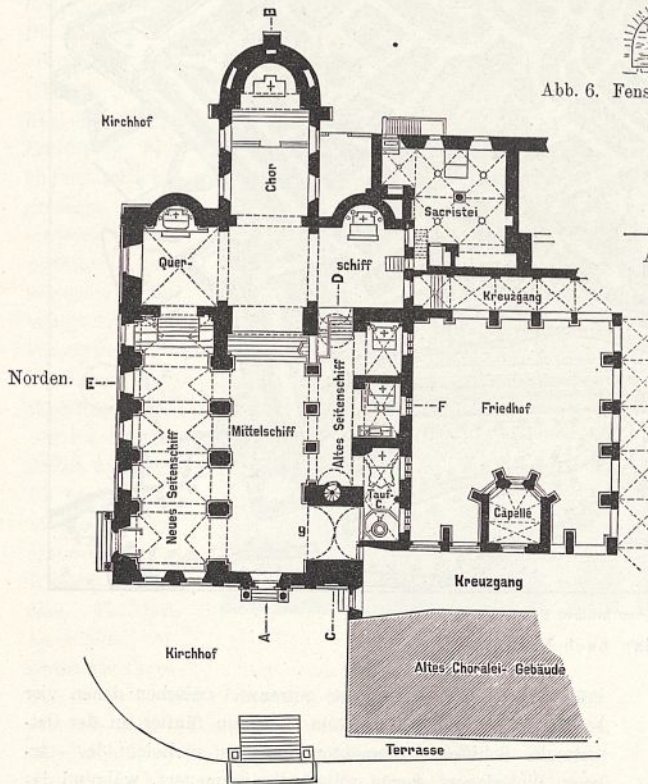 B
Abb. 6. Fens
Kirchhof
Chor
Sacristei
Quer-
schiff
D
Kreuzgang
Norden.
E
F
Friedhof
Neues Seitenschiff
Mittelschiff
Altes Seitenschiff
Tauf-
C.
Capelle
g
Kreuzgang
A
C
Kirchhof
Altes Choralei-Gebäude
Terrasse